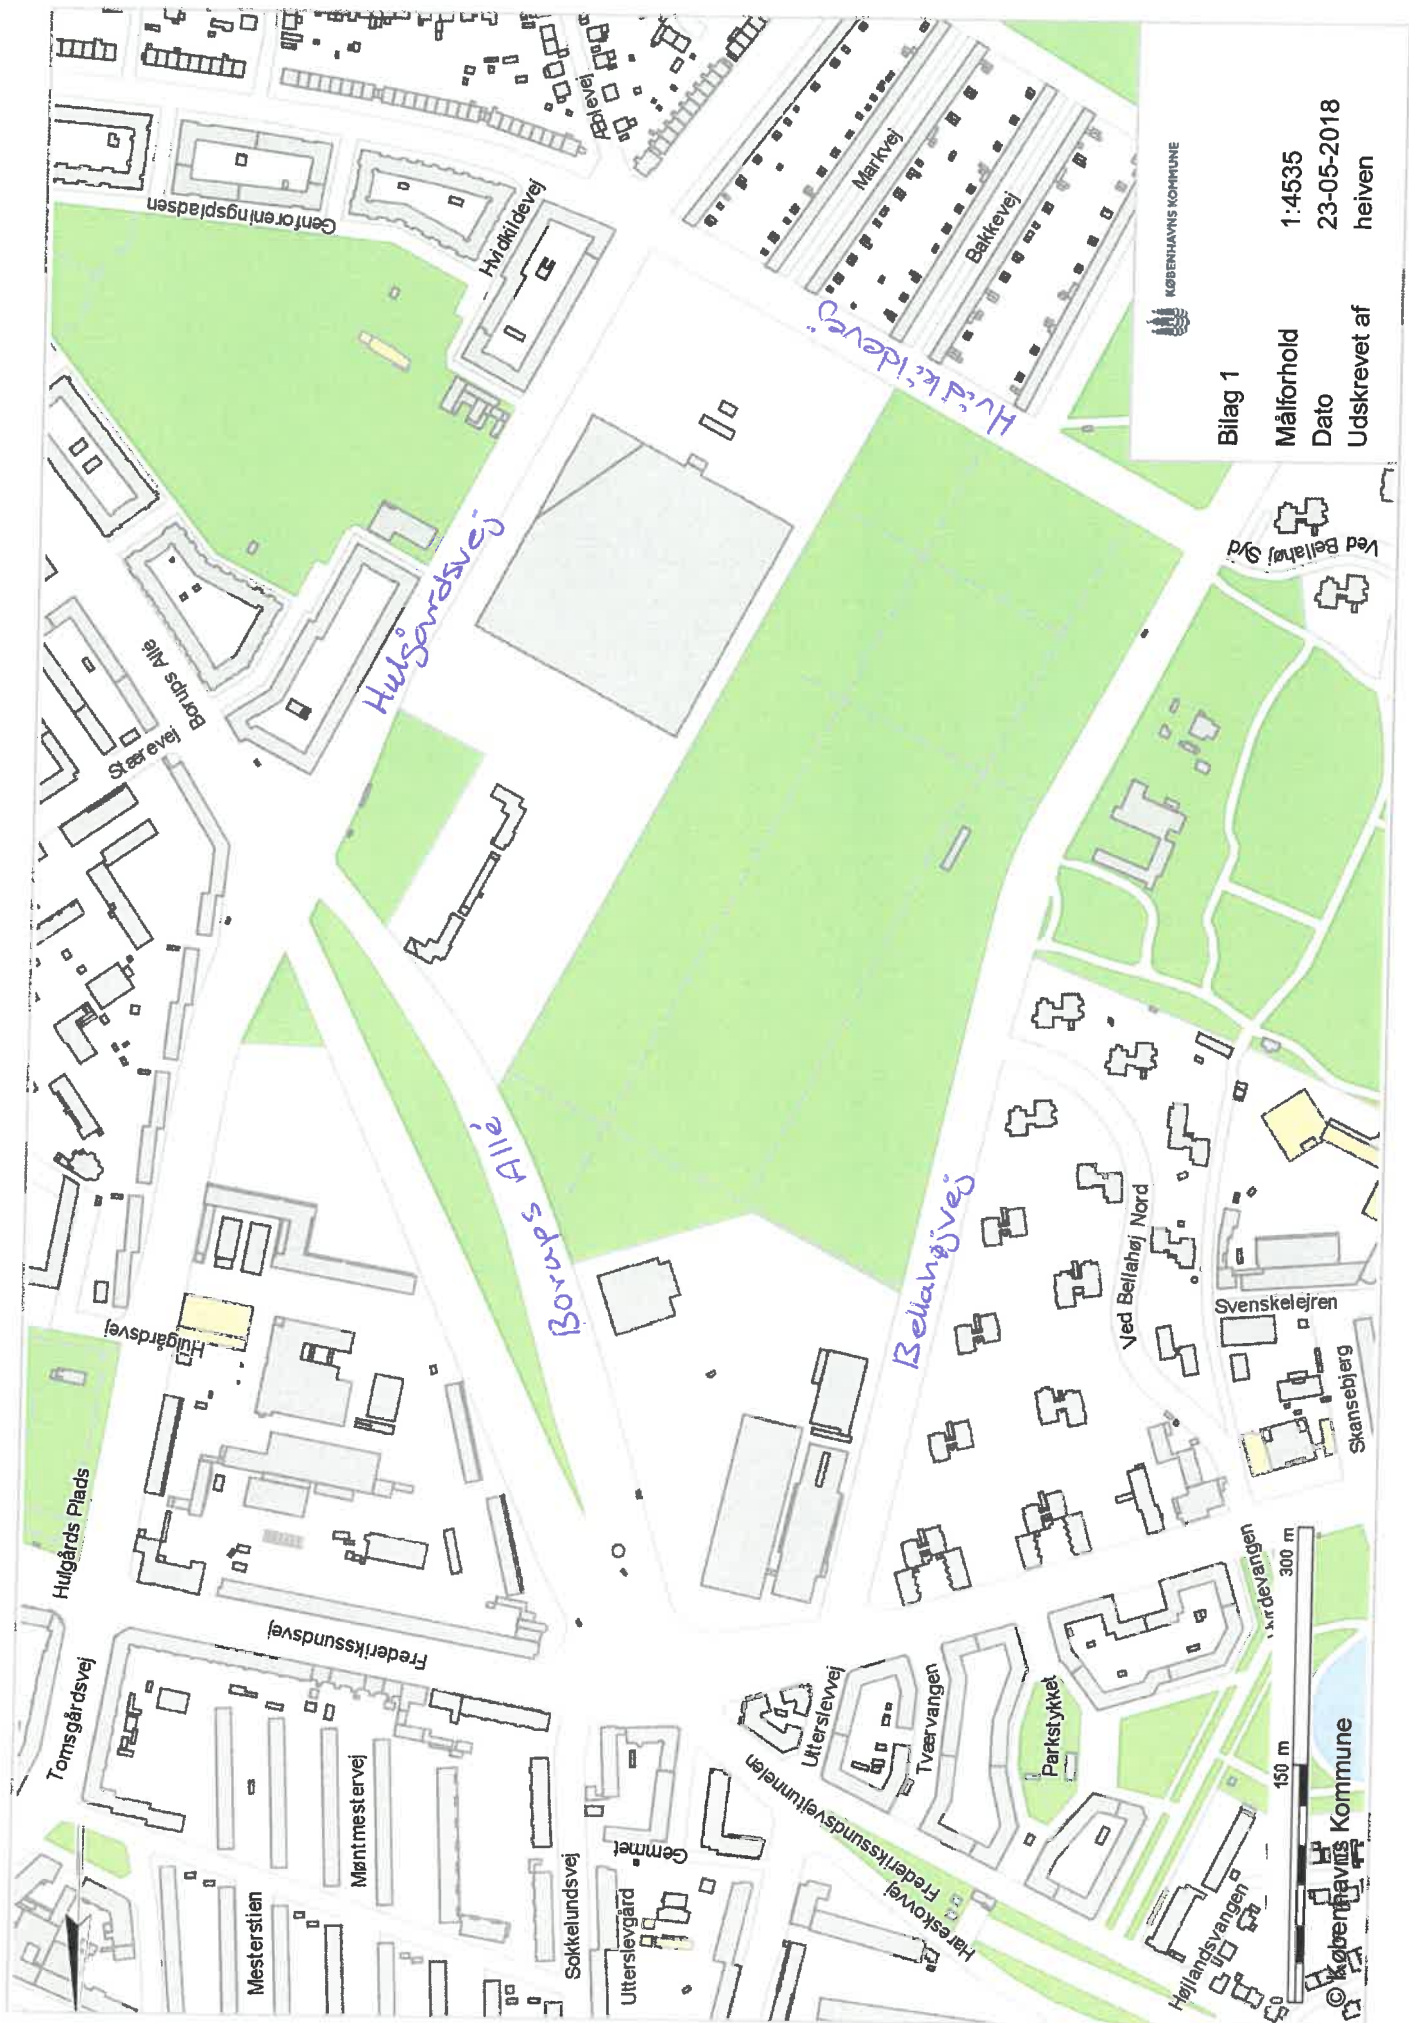 Genforeningspladsen
Æblevej
Hvidkildevej
Markvej
Bakkevej
Hvidkildevej
Borups Allé
Stærevej
Hulgårdsvej
Ved Bellahøj Syd
Borups Allé
Bellahøjvej
Ved Bellahøj Nord
Svenskelejren
Skansebjerg
Hulgårdsvej
Hulgårds Plads
Tomsgårdsvej
Frederikssundsvej
Mesterstien
Møntmestervej
Sokkelundsvej
Utterslevgård
Gemmet
Hareskovvej
Frederikssundsvejtunnelen
Utterslevvej
Tværvangen
Parkstykket
Højlandsvangen
150 m
300 m
© Københavns Kommune
KØBENHAVNS KOMMUNE
Bilag 1
Målforhold 1:4535
Dato 23-05-2018
Udskrevet af heiven